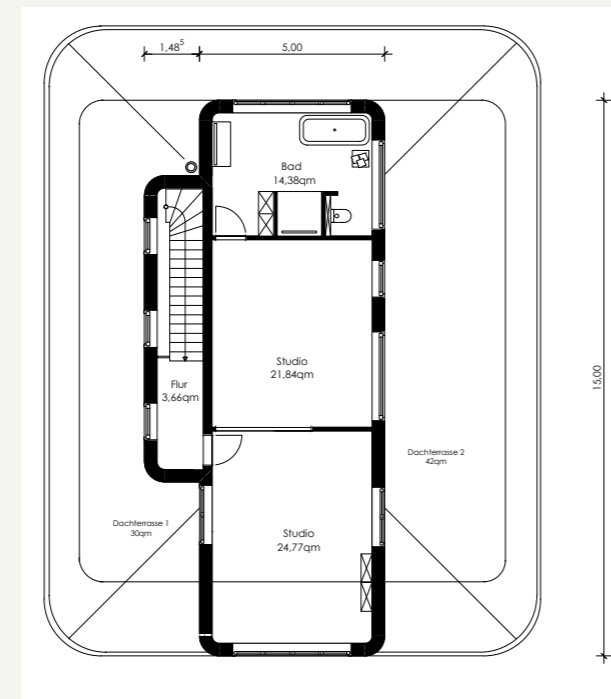 1,48⁵
5,00
Bad
14,38qm
15,00
Studio
21,84qm
Flur
3,66qm
Dachterrasse 2
42qm
Dachterrasse 1
30qm
Studio
24,77qm